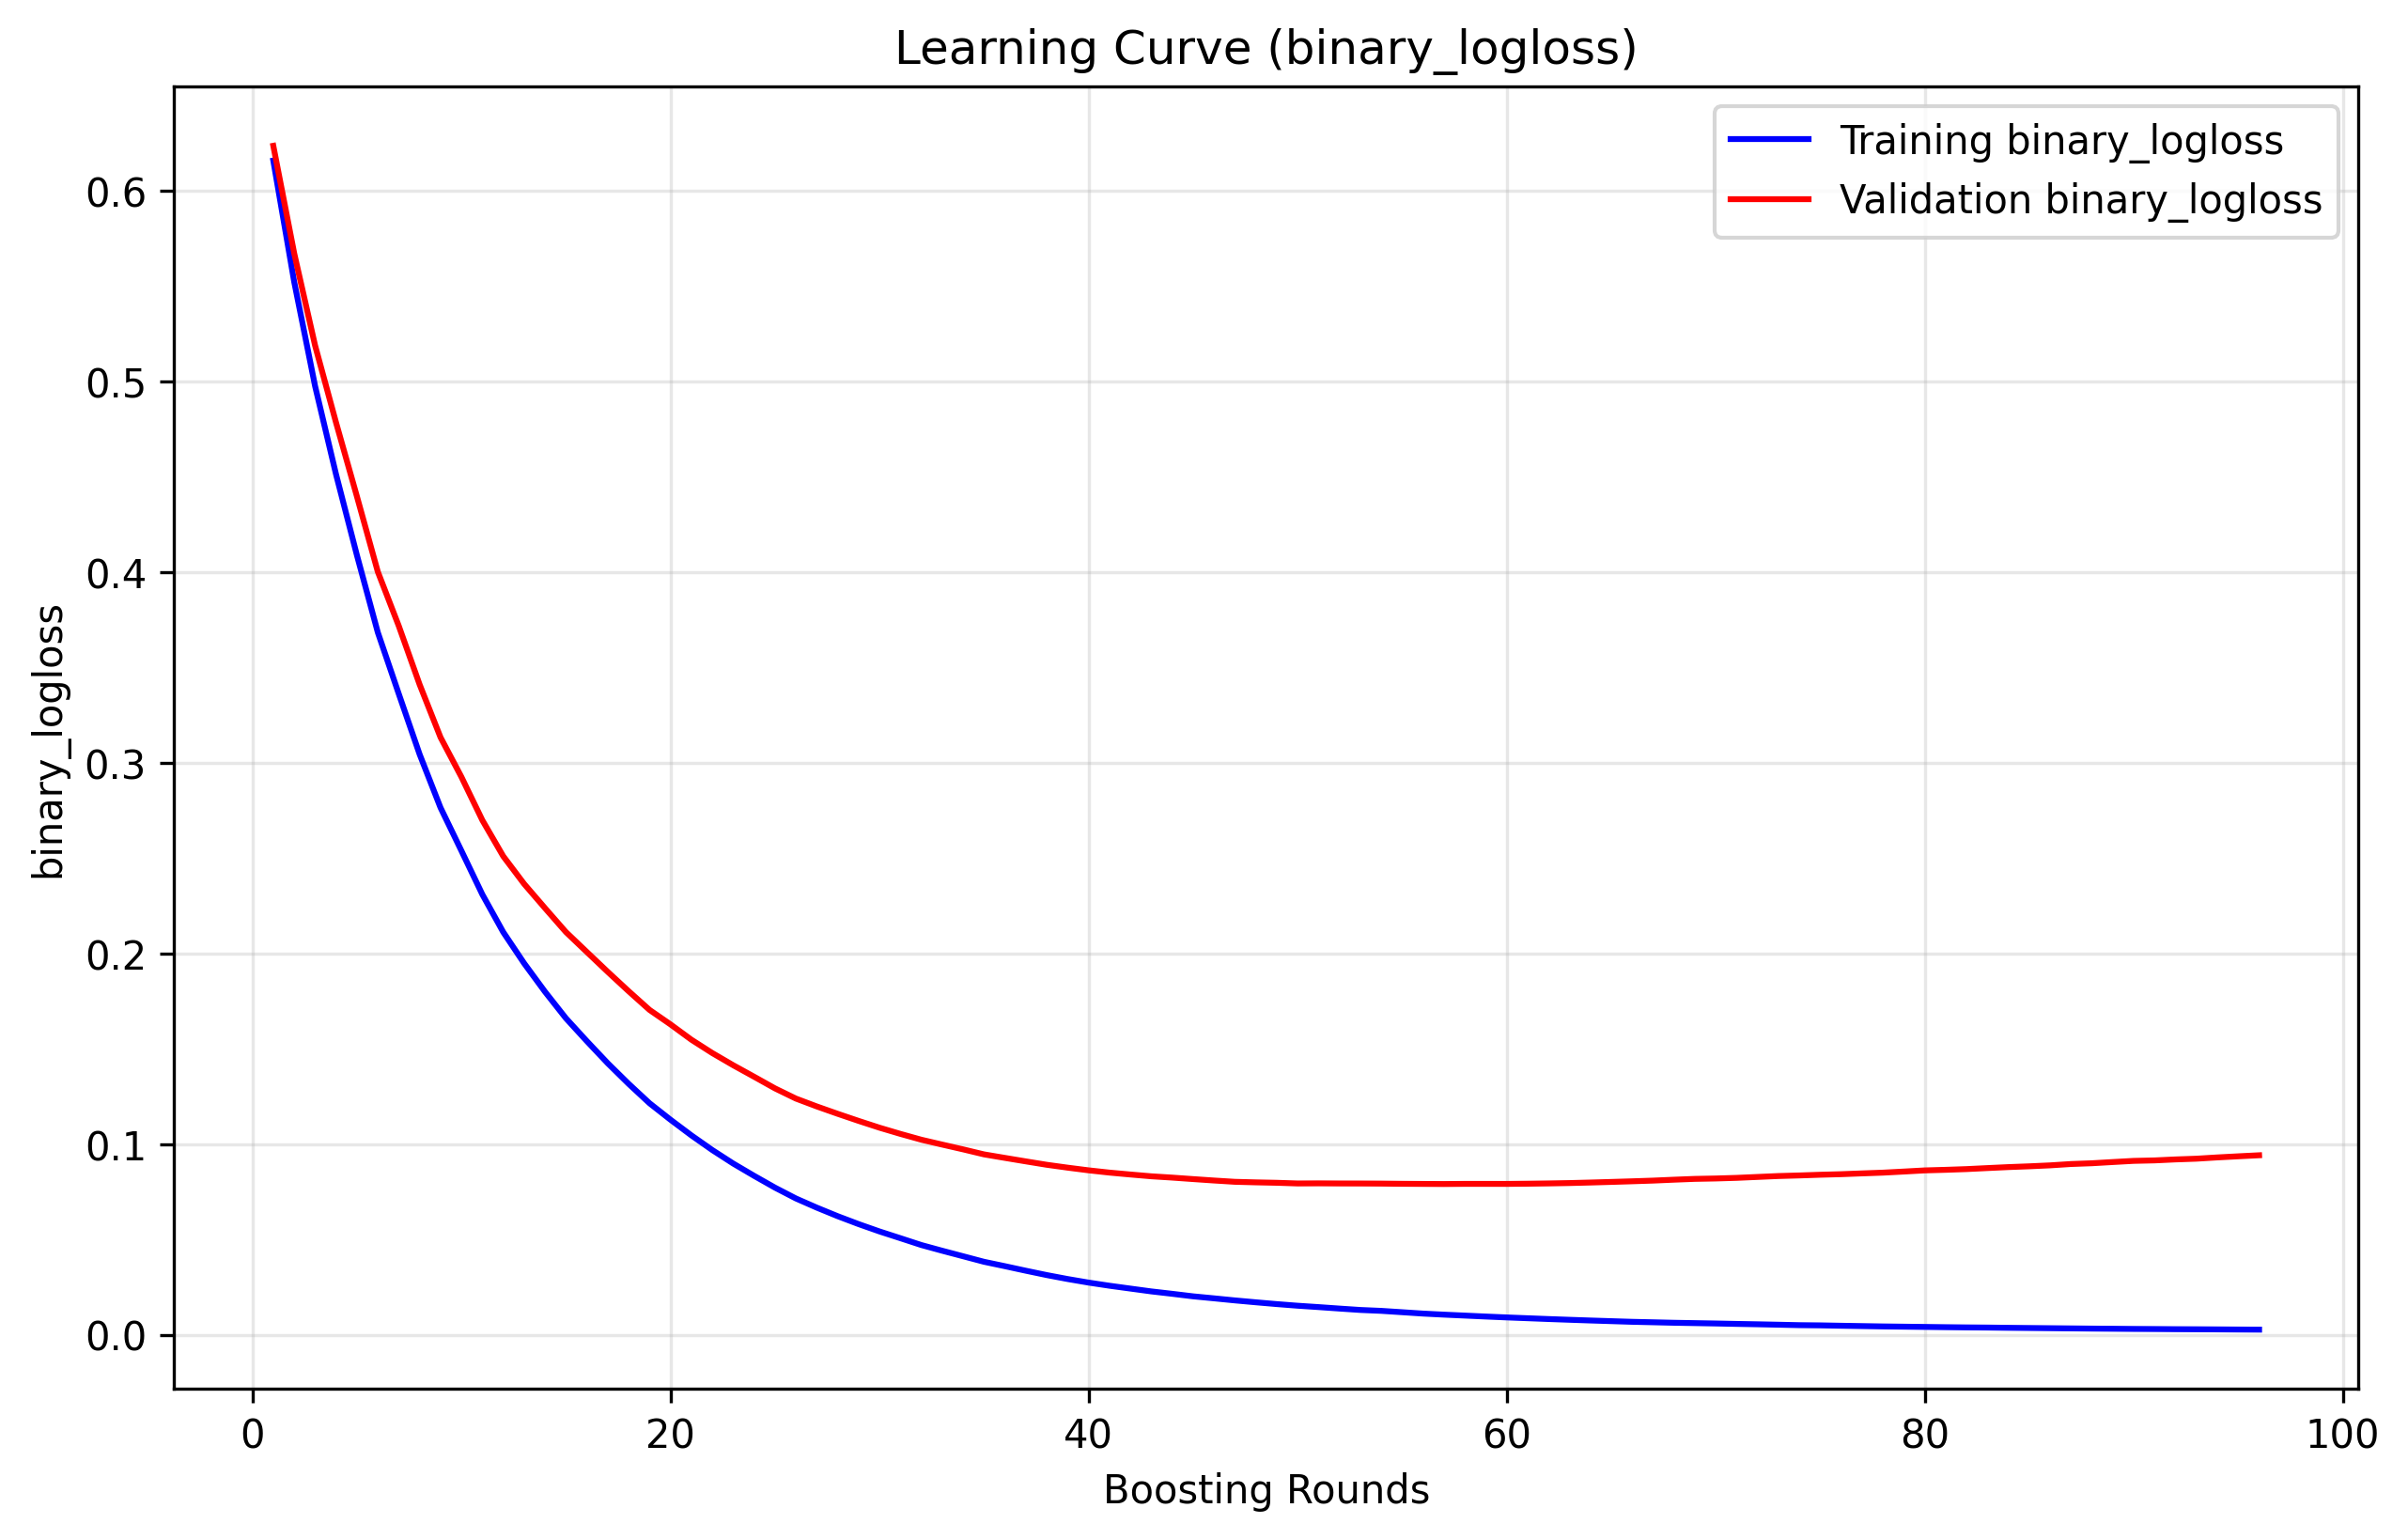 Learning Curve (binary_logloss)
Training binary_logloss
Validation binary_logloss
binary_logloss
0.6
0.5
0.4
0.3
0.2
0.1
0.0
0 20 40 60 80 100
Boosting Rounds